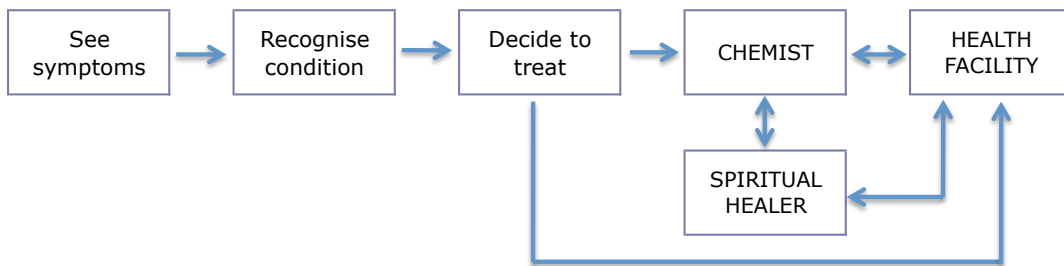 See
symptoms
Recognise
condition
Decide to
treat
CHEMIST
HEALTH
FACILITY
SPIRITUAL
HEALER